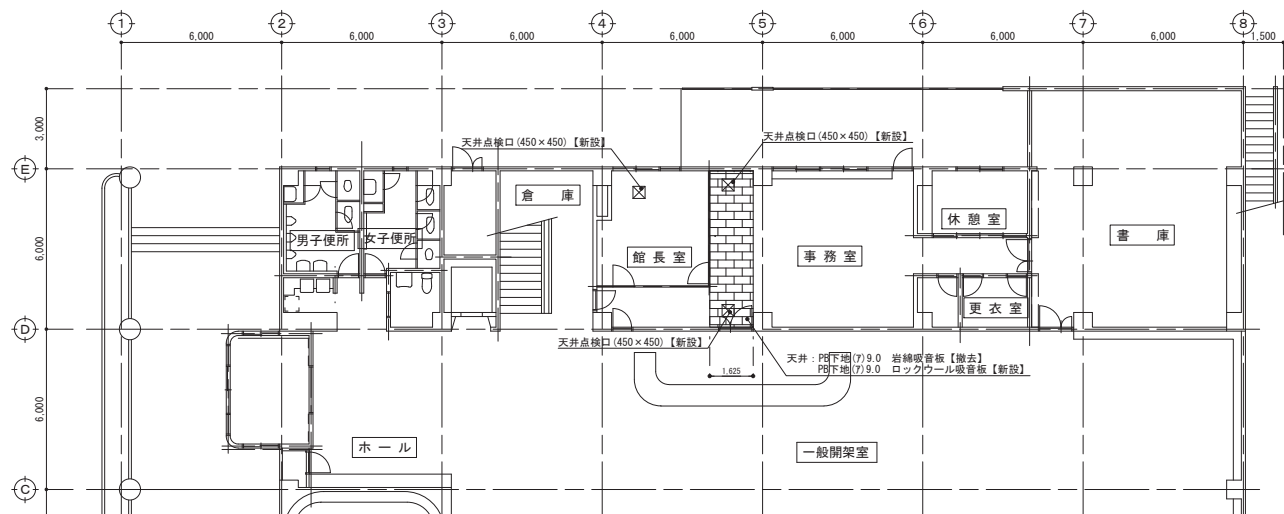 1 2 3 4 5 6 7 8
6,000 6,000 6,000 6,000 6,000 6,000 6,000 1,500
3,000
天井点検口(450×450)【新設】
天井点検口(450×450)【新設】
E
倉 庫
休憩室
男子便所
女子便所
書 庫
6,000
館長室
事務室
更衣室
D
天井点検口(450×450)【新設】
天井:PB下地(ｱ)9.0 岩綿吸音板【撤去】
PB下地(ｱ)9.0 ロックウール吸音板【新設】
1,625
6,000
ホール
一般開架室
C